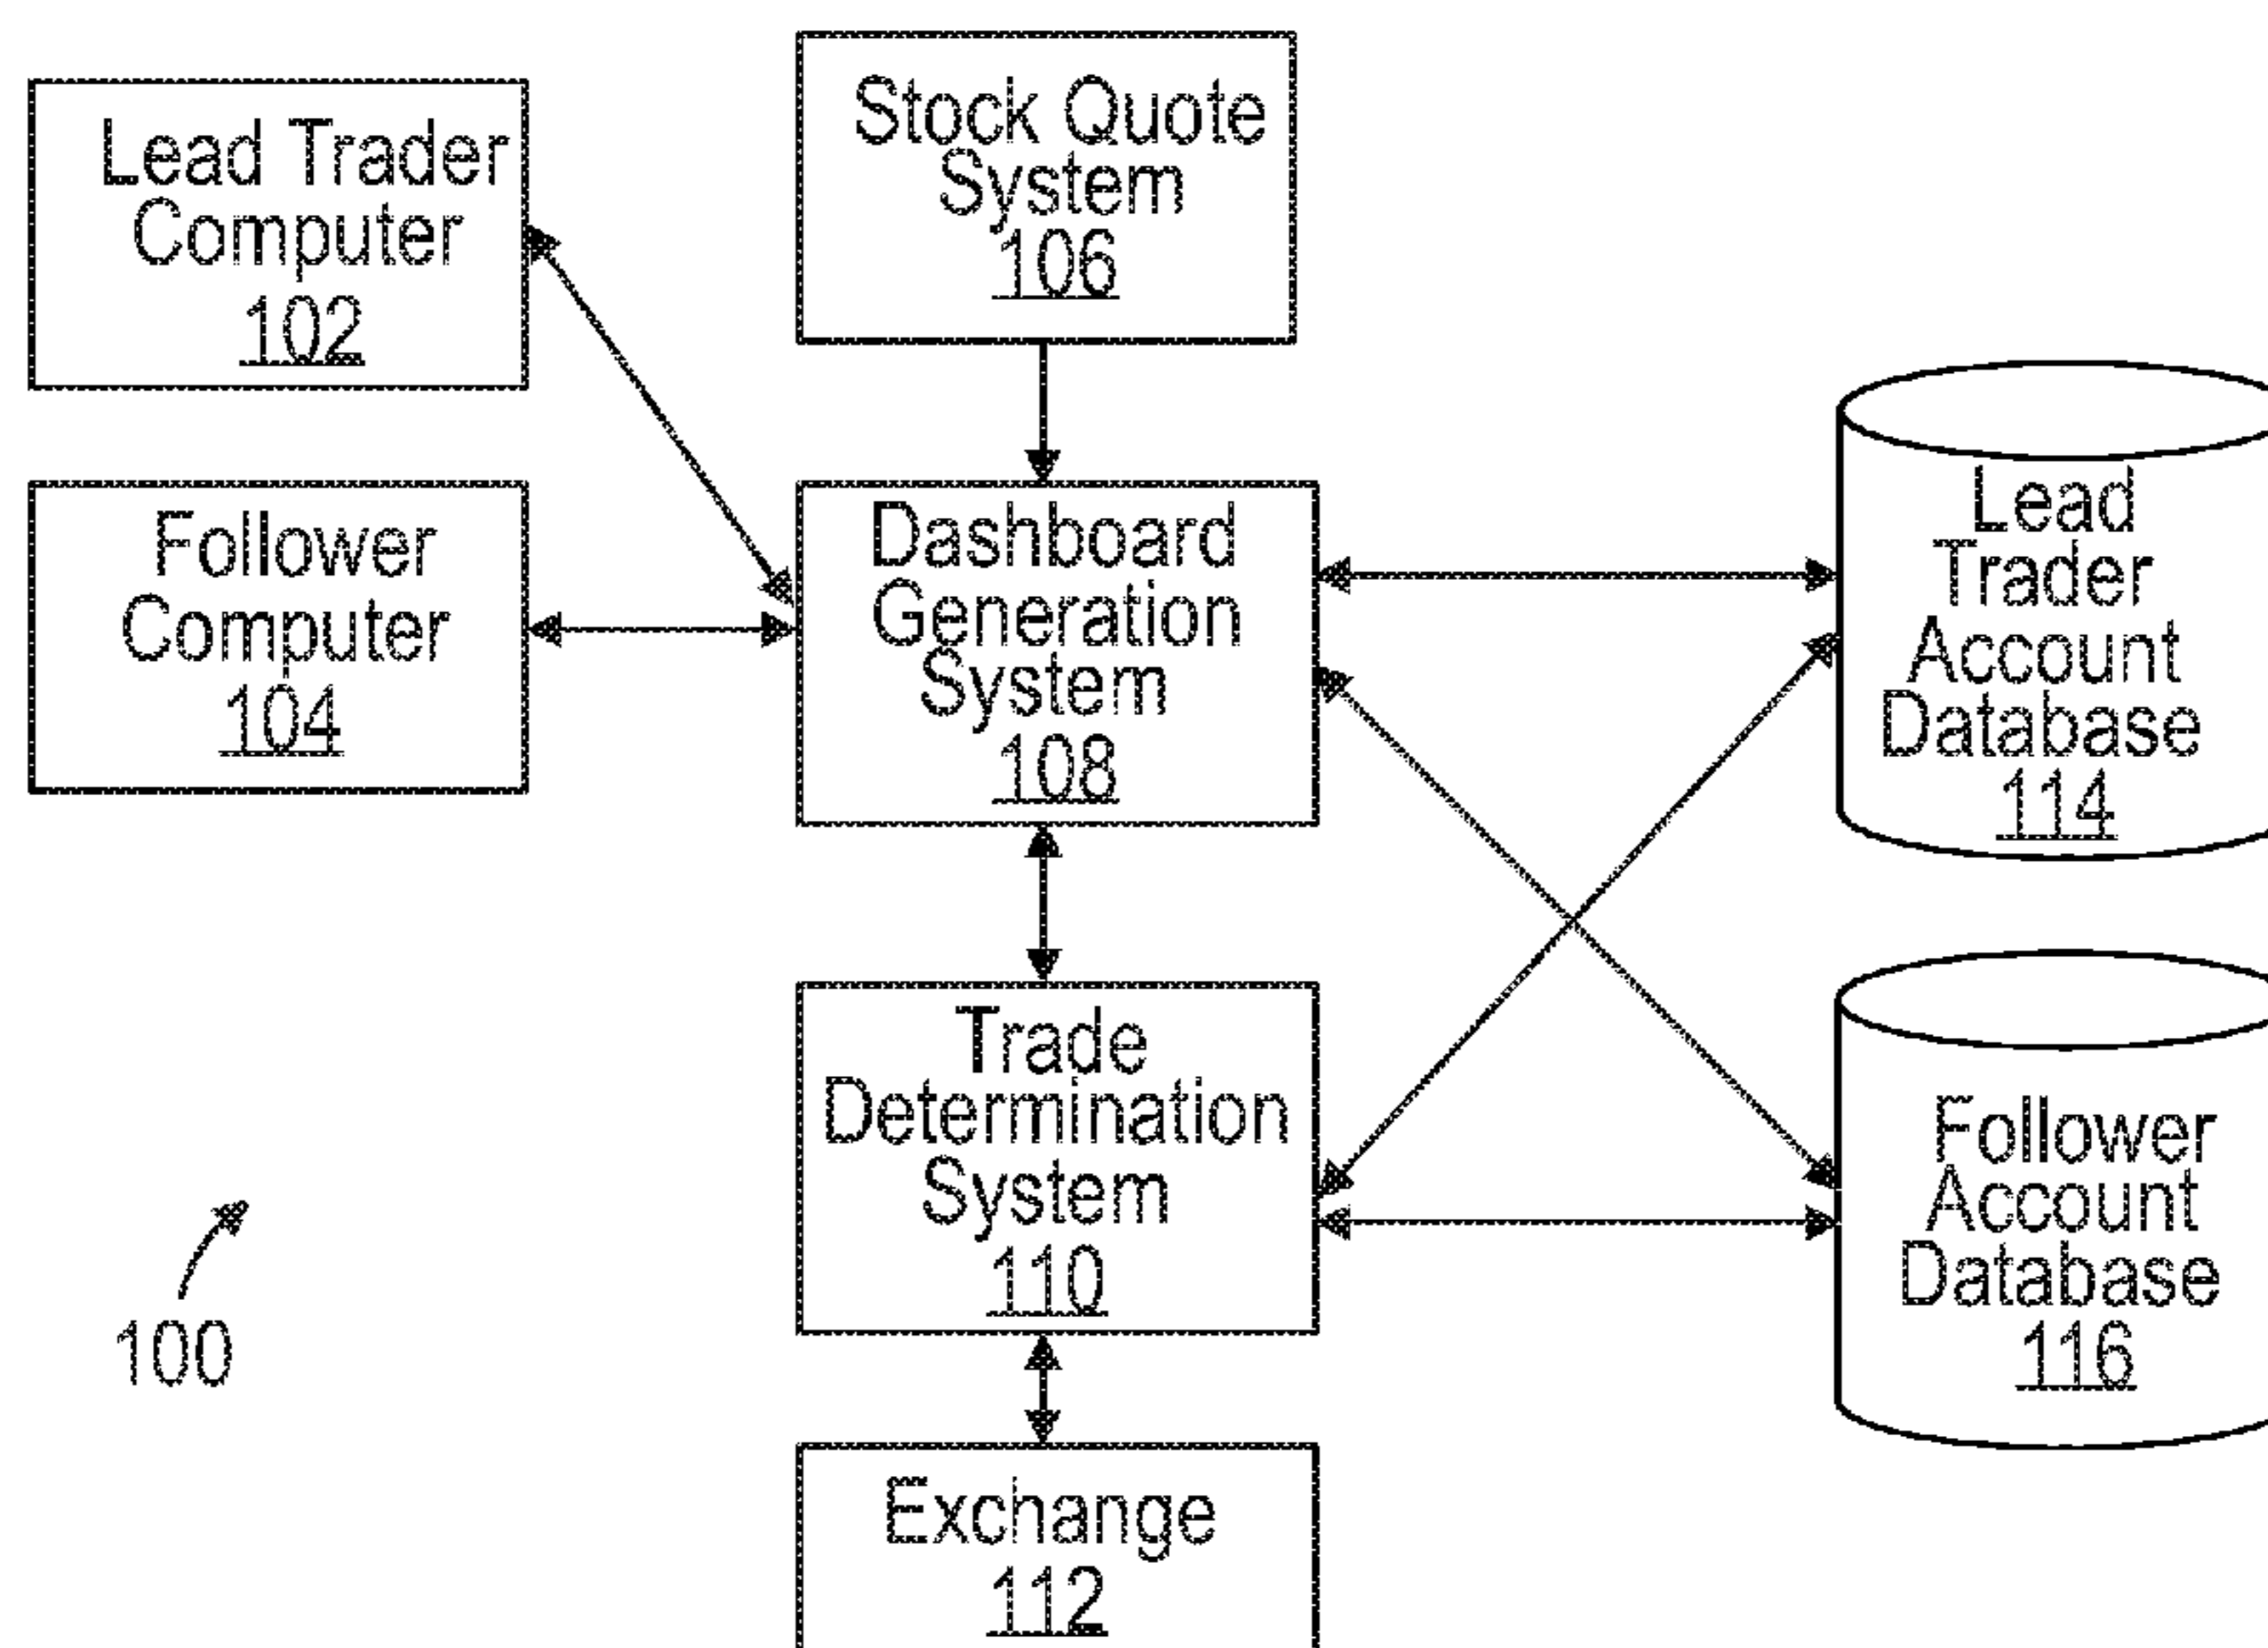 Lead Trader
Computer
102
Stock Quote
System
106
Follower
Computer
104
Dashboard
Generation
System
108
Lead
Trader
Account
Database
114
Trade
Determination
System
110
Follower
Account
Database
116
100
Exchange
112